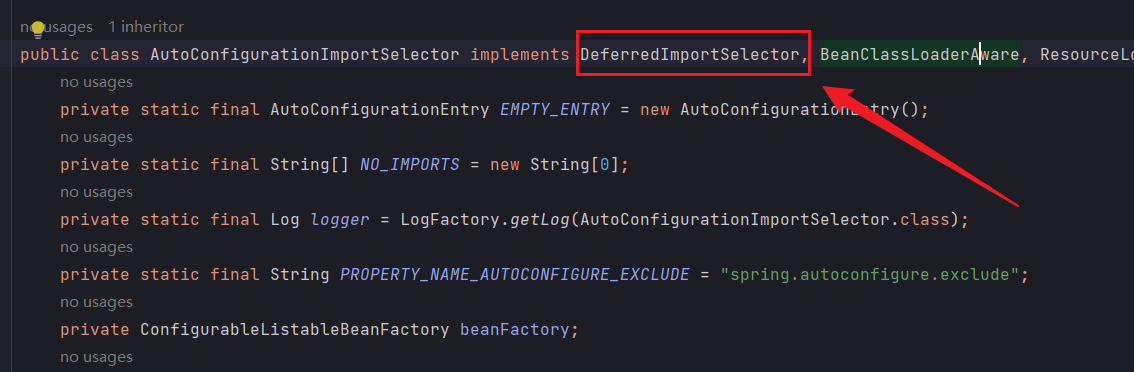 no usages 1 inheritor
public class AutoConfigurationImportSelector implements DeferredImportSelector, BeanClassLoaderAware, ResourceLo
no usages
private static final AutoConfigurationEntry EMPTY_ENTRY = new AutoConfigurationEntry();
no usages
private static final String[] NO_IMPORTS = new String[0];
no usages
private static final Log logger = LogFactory.getLog(AutoConfigurationImportSelector.class);
no usages
private static final String PROPERTY_NAME_AUTOCONFIGURE_EXCLUDE = "spring.autoconfigure.exclude";
no usages
private ConfigurableListableBeanFactory beanFactory;
no usages